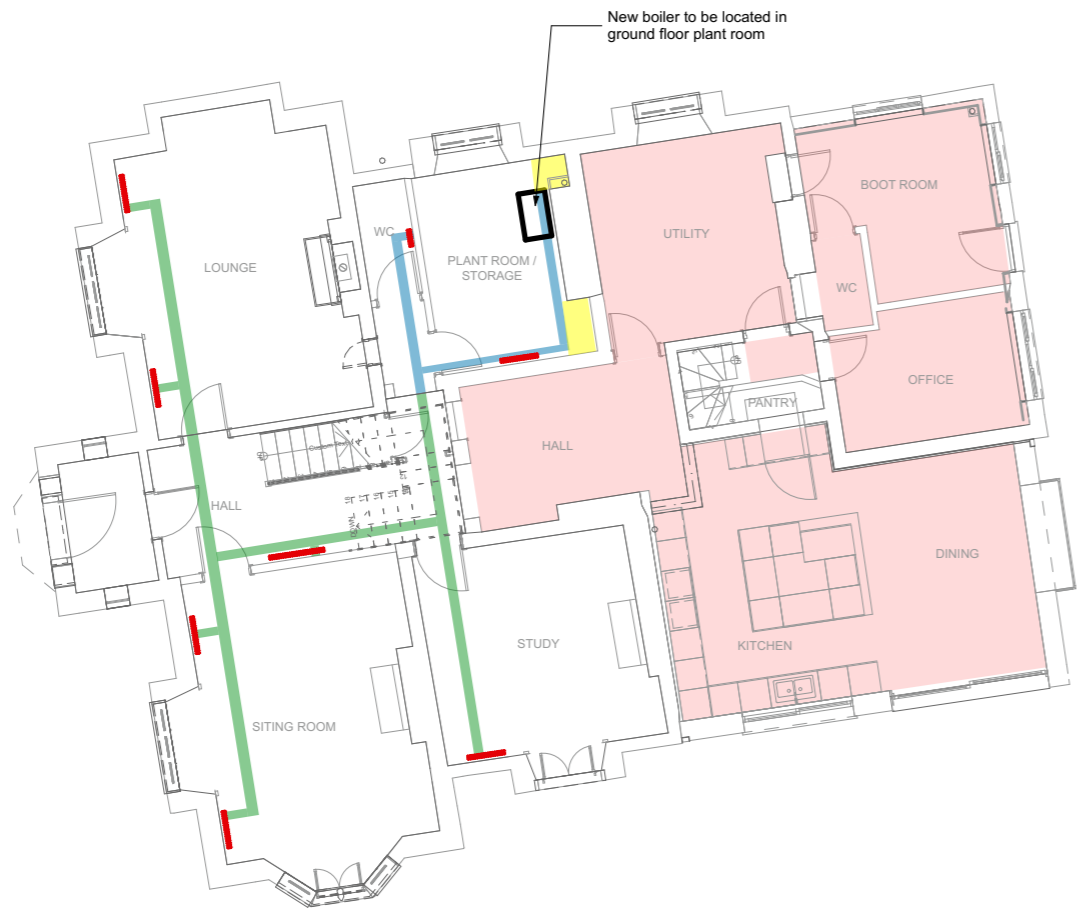 New boiler to be located in
ground floor plant room
BOOT ROOM
WC
UTILITY
PLANT ROOM /
STORAGE
LOUNGE
WC
OFFICE
PANTRY
HALL
HALL
DINING
STUDY
KITCHEN
SITING ROOM